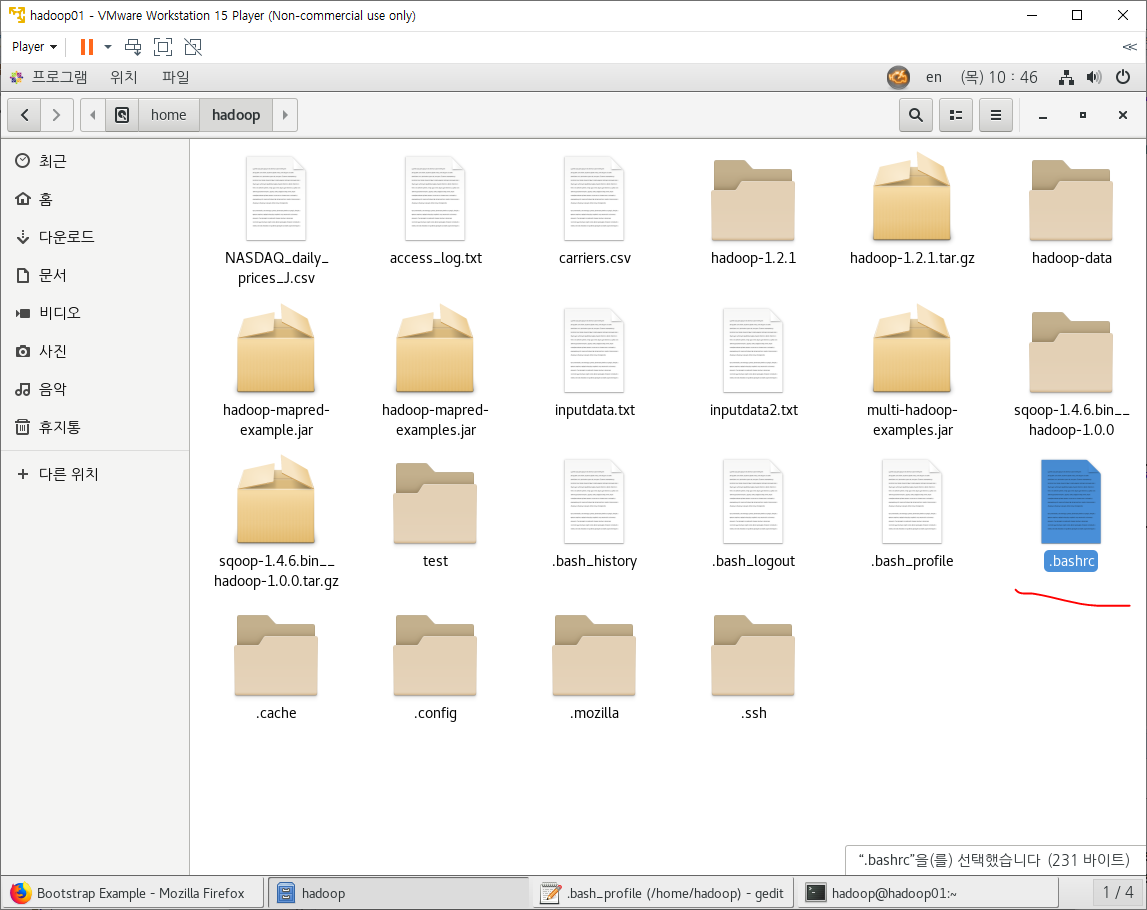 hadoop01 - VMware Workstation 15 Player (Non-commercial use only)
Player
프로그램 위치 파일 en (목) 10 : 46
home hadoop
최근
홈
다운로드
문서
비디오
사진
음악
휴지통
다른 위치
NASDAQ_daily_
prices_J.csv
access_log.txt
carriers.csv
hadoop-1.2.1
hadoop-1.2.1.tar.gz
hadoop-data
hadoop-mapred-
example.jar
hadoop-mapred-
examples.jar
inputdata.txt
inputdata2.txt
multi-hadoop-
examples.jar
sqoop-1.4.6.bin__
hadoop-1.0.0
sqoop-1.4.6.bin__
hadoop-1.0.0.tar.gz
test
.bash_history
.bash_logout
.bash_profile
.bashrc
.cache
.config
.mozilla
.ssh
“.bashrc”을(를) 선택했습니다 (231 바이트)
Bootstrap Example - Mozilla Firefox
hadoop
.bash_profile (/home/hadoop) - gedit
hadoop@hadoop01:~
1 / 4